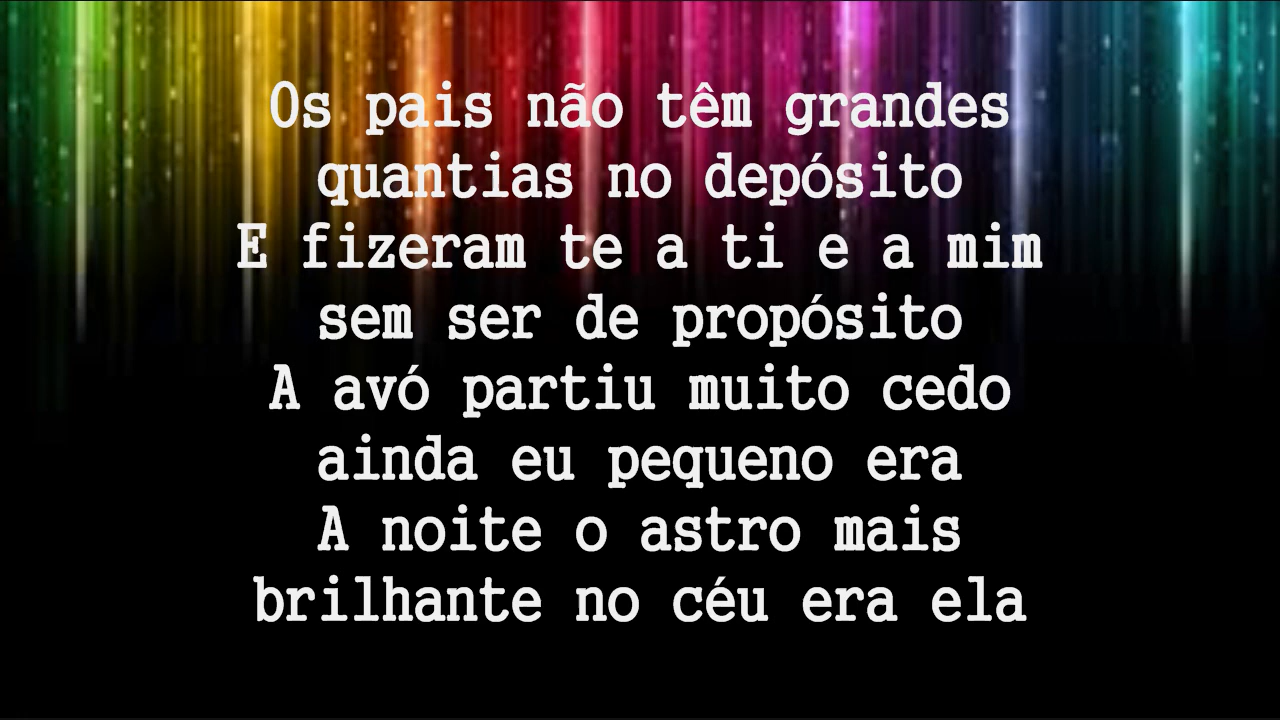 Os pais não têm grandes
quantias no depósito
E fizeram te a ti e a mim
sem ser de propósito
A avó partiu muito cedo
ainda eu pequeno era
A noite o astro mais
brilhante no céu era ela